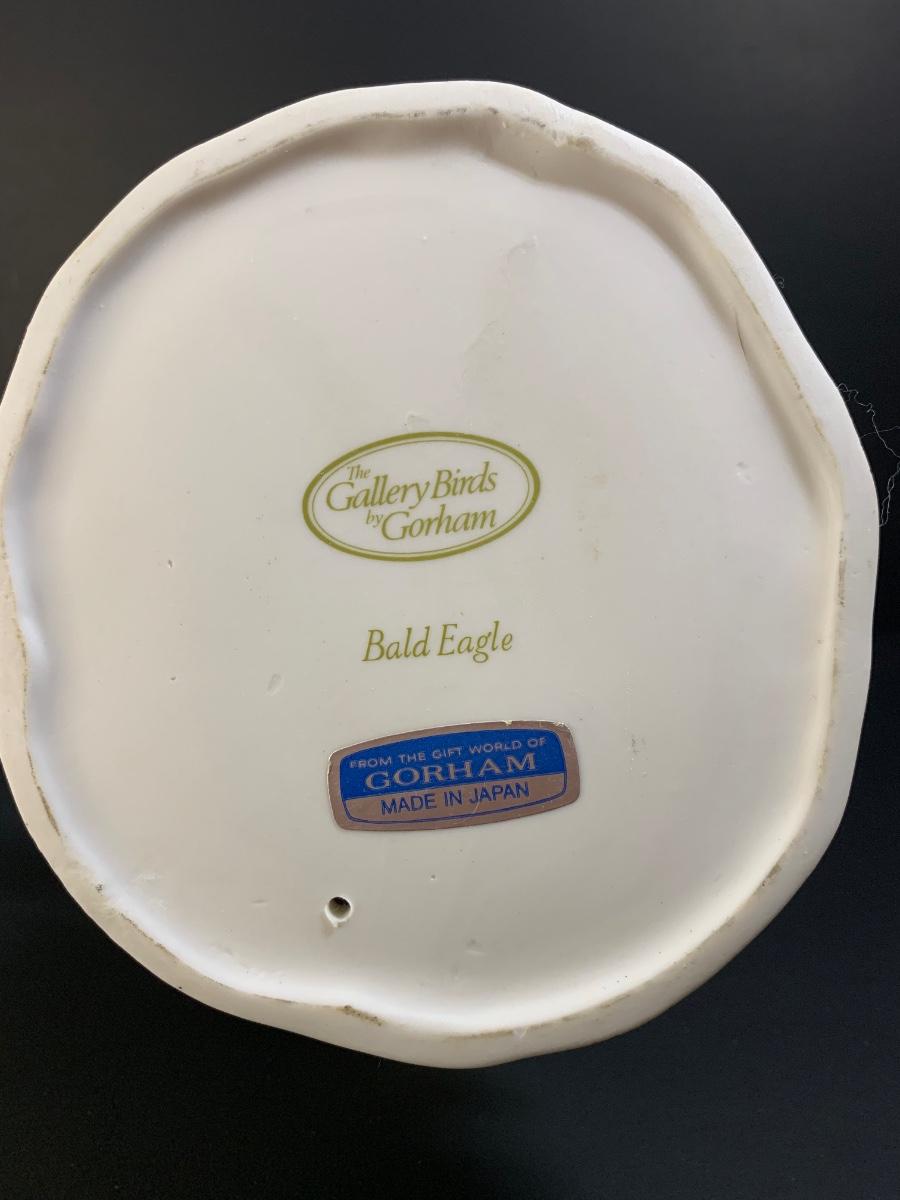 The
Gallery Birds
by Gorham
Bald Eagle
FROM THE GIFT WORLD OF
GORHAM
MADE IN JAPAN